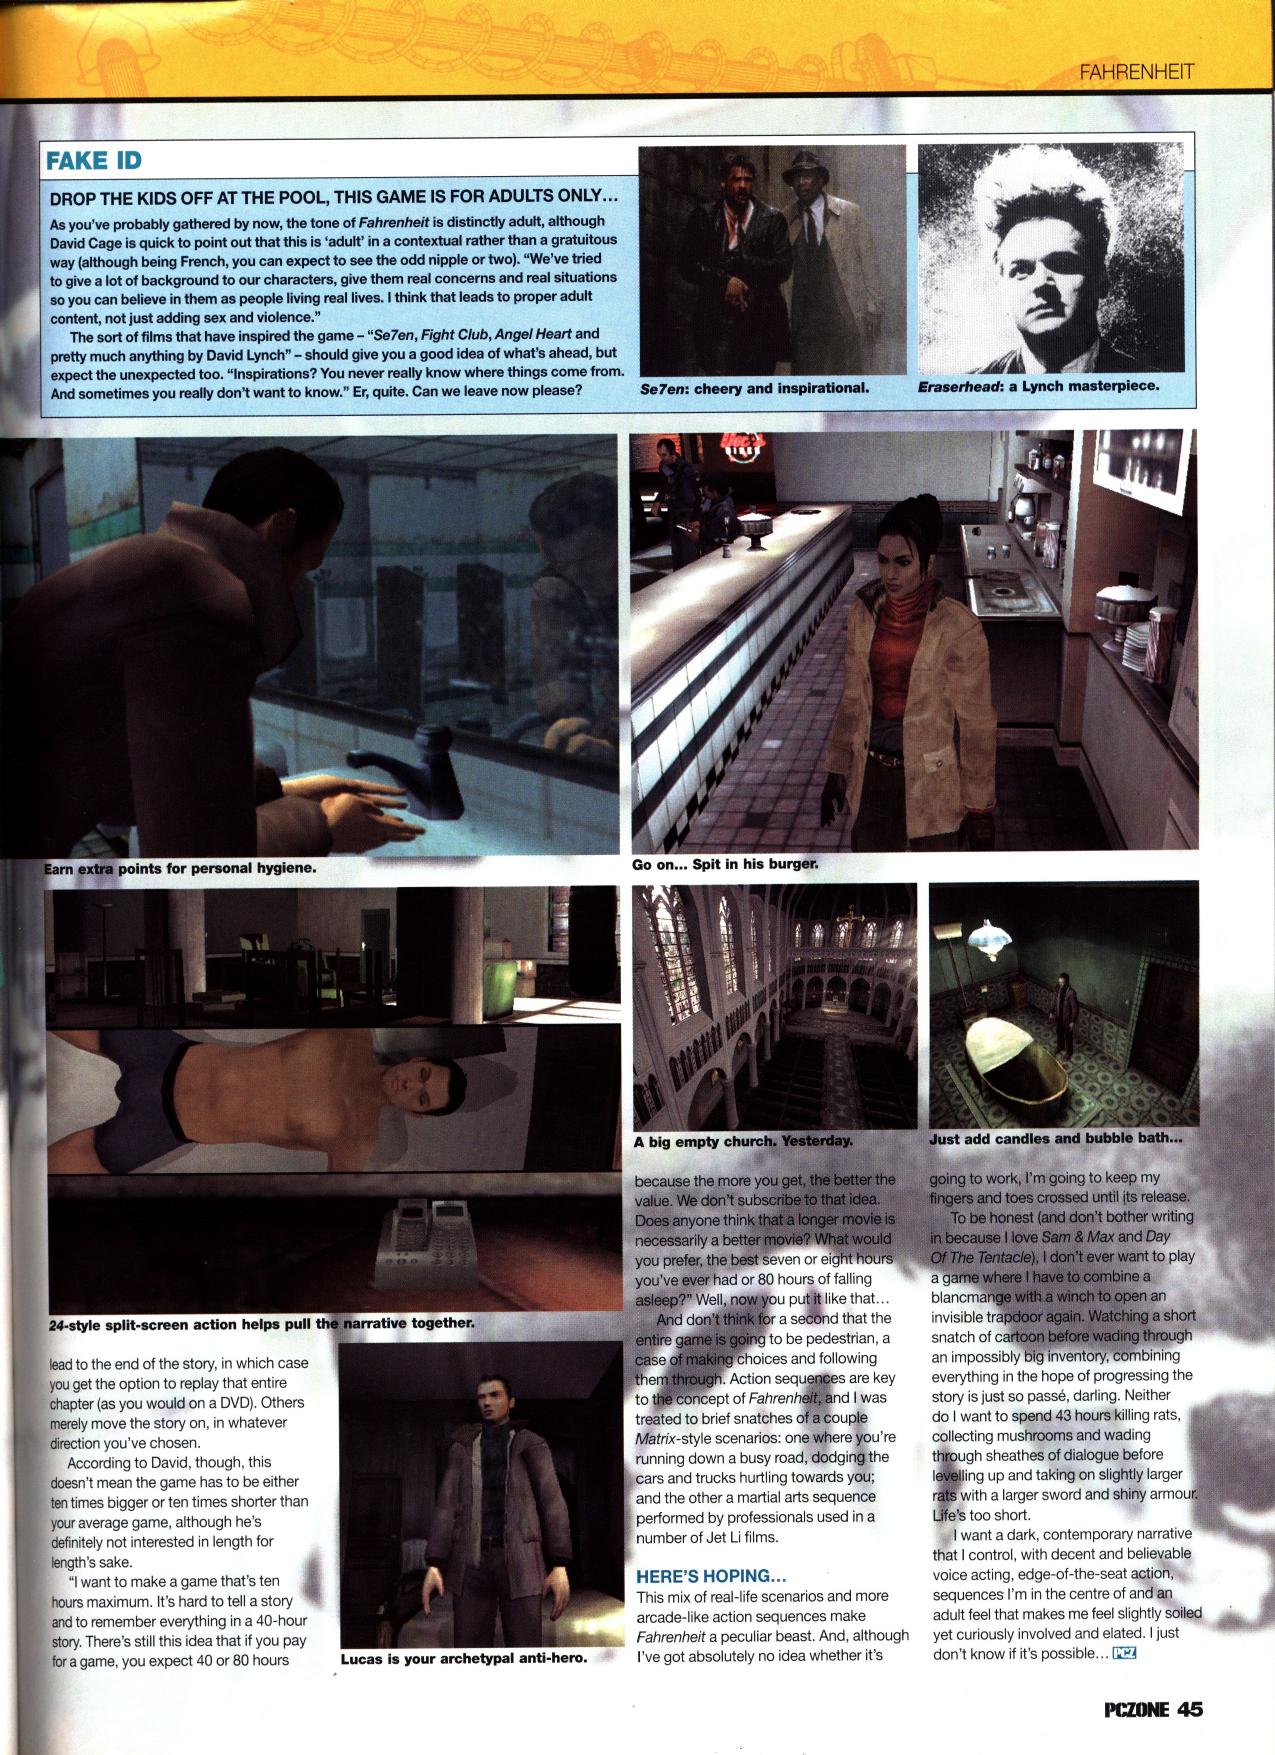 FAHRENHEIT
FAKE ID
DROP THE KIDS OFF AT THE POOL, THIS GAME IS FOR ADULTS ONLY...
As you've probably gathered by now, the tone of Fahrenheit is distinctly adult, although
David Cage is quick to point out that this is 'adult' in a contextual rather than a gratuitous
way (although being French, you can expect to see the odd nipple or two). "We've tried
to give a lot of background to our characters, give them real concerns and real situations
so you can believe in them as people living real lives. I think that leads to proper adult
content, not just adding sex and violence."
The sort of films that have inspired the game – "Se7en, Fight Club, Angel Heart and
pretty much anything by David Lynch" – should give you a good idea of what's ahead, but
expect the unexpected too. "Inspirations? You never really know where things come from.
And sometimes you really don't want to know." Er, quite. Can we leave now please?
Se7en: cheery and inspirational.
Eraserhead: a Lynch masterpiece.
Earn extra points for personal hygiene.
Go on... Spit in his burger.
24-style split-screen action helps pull the narrative together.
A big empty church. Yesterday.
Just add candles and bubble bath...
lead to the end of the story, in which case
you get the option to replay that entire
chapter (as you would on a DVD). Others
merely move the story on, in whatever
direction you've chosen.
According to David, though, this
doesn't mean the game has to be either
ten times bigger or ten times shorter than
your average game, although he's
definitely not interested in length for
length's sake.
"I want to make a game that's ten
hours maximum. It's hard to tell a story
and to remember everything in a 40-hour
story. There's still this idea that if you pay
for a game, you expect 40 or 80 hours
Lucas is your archetypal anti-hero.
because the more you get, the better the
value. We don't subscribe to that idea.
Does anyone think that a longer movie is
necessarily a better movie? What would
you prefer, the best seven or eight hours
you've ever had or 80 hours of falling
asleep?" Well, now you put it like that...
And don't think for a second that the
entire game is going to be pedestrian, a
case of making choices and following
them through. Action sequences are key
to the concept of Fahrenheit, and I was
treated to brief snatches of a couple
Matrix-style scenarios: one where you're
running down a busy road, dodging the
cars and trucks hurtling towards you;
and the other a martial arts sequence
performed by professionals used in a
number of Jet Li films.
HERE'S HOPING...
This mix of real-life scenarios and more
arcade-like action sequences make
Fahrenheit a peculiar beast. And, although
I've got absolutely no idea whether it's
going to work, I'm going to keep my
fingers and toes crossed until its release.
To be honest (and don't bother writing
in because I love Sam & Max and Day
Of The Tentacle), I don't ever want to play
a game where I have to combine a
blancmange with a winch to open an
invisible trapdoor again. Watching a short
snatch of cartoon before wading through
an impossibly big inventory, combining
everything in the hope of progressing the
story is just so passé, darling. Neither
do I want to spend 43 hours killing rats,
collecting mushrooms and wading
through sheathes of dialogue before
levelling up and taking on slightly larger
rats with a larger sword and shiny armour.
Life's too short.
I want a dark, contemporary narrative
that I control, with decent and believable
voice acting, edge-of-the-seat action,
sequences I'm in the centre of and an
adult feel that makes me feel slightly soiled
yet curiously involved and elated. I just
don't know if it's possible... PCZ
PCZONE 45